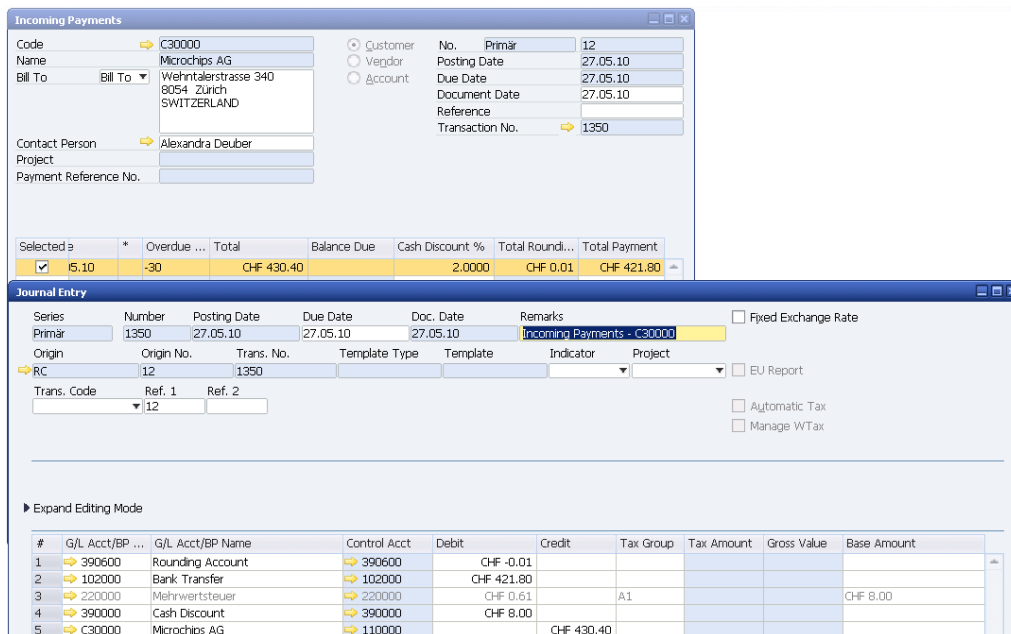 Incoming Payments
Code C30000 Customer No. Primär 12
Name Microchips AG Vendor Posting Date 27.05.10
Bill To Bill To Wehntalerstrasse 340 Account Due Date 27.05.10
8054 Zürich Document Date 27.05.10
SWITZERLAND Reference
Transaction No. 1350
Contact Person Alexandra Deuber
Project
Payment Reference No.
Selected e * Overdue ... Total Balance Due Cash Discount % Total Roundi... Total Payment
5.10 -30 CHF 430.40 2.0000 CHF 0.01 CHF 421.80
Journal Entry
Series Number Posting Date Due Date Doc. Date Remarks Fixed Exchange Rate
Primär 1350 27.05.10 27.05.10 27.05.10 Incoming Payments - C30000
Origin Origin No. Trans. No. Template Type Template Indicator Project
RC 12 1350 EU Report
Trans. Code Ref. 1 Ref. 2
12 Automatic Tax
Manage WTax
Expand Editing Mode
# G/L Acct/BP ... G/L Acct/BP Name Control Acct Debit Credit Tax Group Tax Amount Gross Value Base Amount
1 390600 Rounding Account 390600 CHF -0.01
2 102000 Bank Transfer 102000 CHF 421.80
3 220000 Mehrwertsteuer 220000 CHF 0.61 A1 CHF 8.00
4 390000 Cash Discount 390000 CHF 8.00
5 C30000 Microchips AG 110000 CHF 430.40